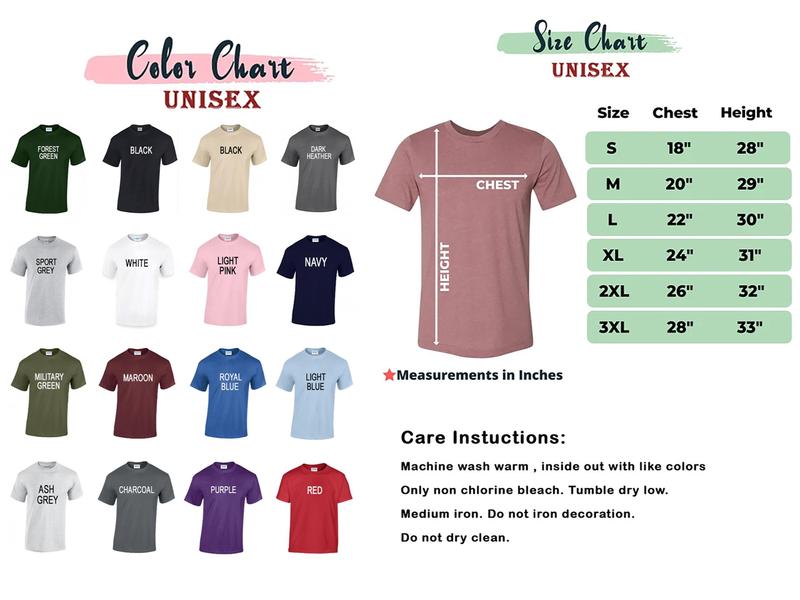 Color Chart
UNISEX
FOREST
GREEN
BLACK
BLACK
DARK
HEATHER
SPORT
GREY
WHITE
LIGHT
PINK
NAVY
MILITARY
GREEN
MAROON
ROYAL
BLUE
LIGHT
BLUE
ASH
GREY
CHARCOAL
PURPLE
RED
Size Chart
UNISEX
CHEST
HEIGHT
Size Chest Height
S 18" 28"
M 20" 29"
L 22" 30"
XL 24" 31"
2XL 26" 32"
3XL 28" 33"
Measurements in Inches
Care Instuctions:
Machine wash warm , inside out with like colors
Only non chlorine bleach. Tumble dry low.
Medium iron. Do not iron decoration.
Do not dry clean.